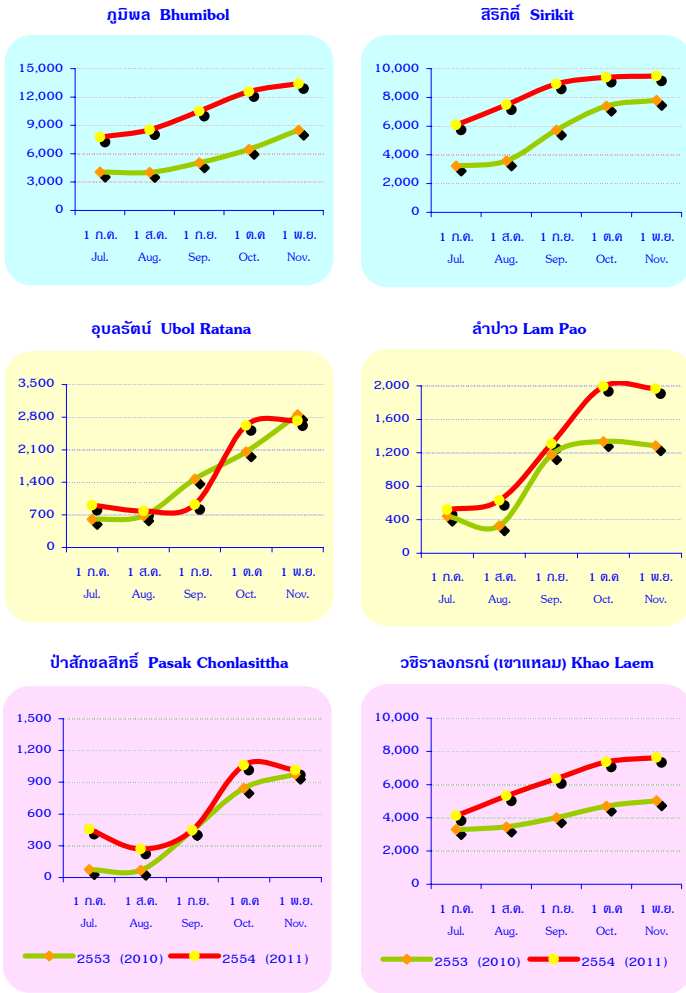 ภูมิพล Bhumibol
15,000
12,000
9,000
6,000
3,000
0
1 ก.ค. 1 ส.ค. 1 ก.ย. 1 ต.ค 1 พ.ย.
Jul. Aug. Sep. Oct. Nov.
สิริกิติ์ Sirikit
10,000
8,000
6,000
4,000
2,000
0
1 ก.ค. 1 ส.ค. 1 ก.ย. 1 ต.ค 1 พ.ย.
Jul. Aug. Sep. Oct. Nov.
อุบลรัตน์ Ubol Ratana
3,500
2,800
2,100
1,400
700
0
1 ก.ค. 1 ส.ค. 1 ก.ย. 1 ต.ค 1 พ.ย.
Jul. Aug. Sep. Oct. Nov.
ลำปาว Lam Pao
2,000
1,600
1,200
800
400
0
1 ก.ค. 1 ส.ค. 1 ก.ย. 1 ต.ค 1 พ.ย.
Jul. Aug. Sep. Oct. Nov.
ป่าสักชลสิทธิ์ Pasak Chonlasittha
1,500
1,200
900
600
300
0
1 ก.ค. 1 ส.ค. 1 ก.ย. 1 ต.ค 1 พ.ย.
Jul. Aug. Sep. Oct. Nov.
2553 (2010) 2554 (2011)
วชิราลงกรณ์ (เขาแหลม) Khao Laem
10,000
8,000
6,000
4,000
2,000
0
1 ก.ค. 1 ส.ค. 1 ก.ย. 1 ต.ค 1 พ.ย.
Jul. Aug. Sep. Oct. Nov.
2553 (2010) 2554 (2011)